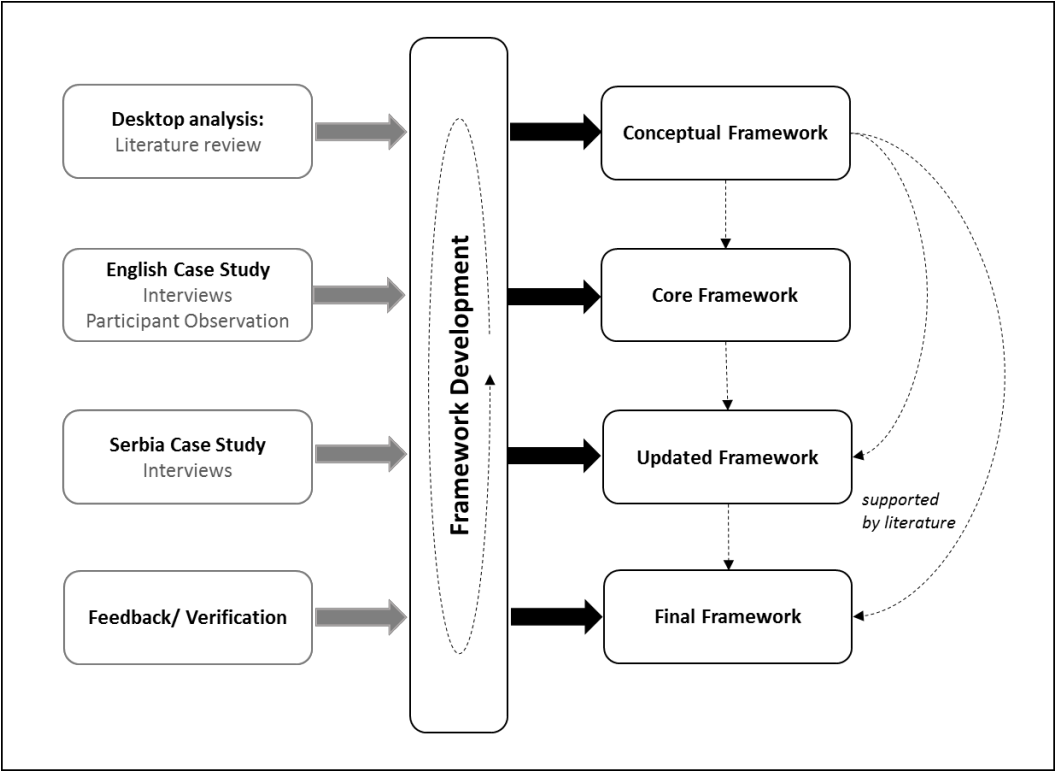 Desktop analysis:
Literature review
English Case Study
Interviews
Participant Observation
Serbia Case Study
Interviews
Feedback/ Verification
Framework Development
Conceptual Framework
Core Framework
Updated Framework
supported
by literature
Final Framework